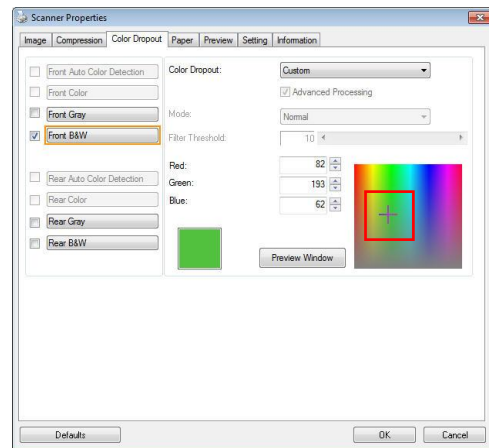 Scanner Properties
Image Compression Color Dropout Paper Preview Setting Information
Front Auto Color Detection
Front Color
Front Gray
Front B&W
Rear Auto Color Detection
Rear Color
Rear Gray
Rear B&W
Color Dropout: Custom
Advanced Processing
Mode: Normal
Filter Threshold: 10
Red: 82
Green: 193
Blue: 62
Preview Window
Defaults OK Cancel